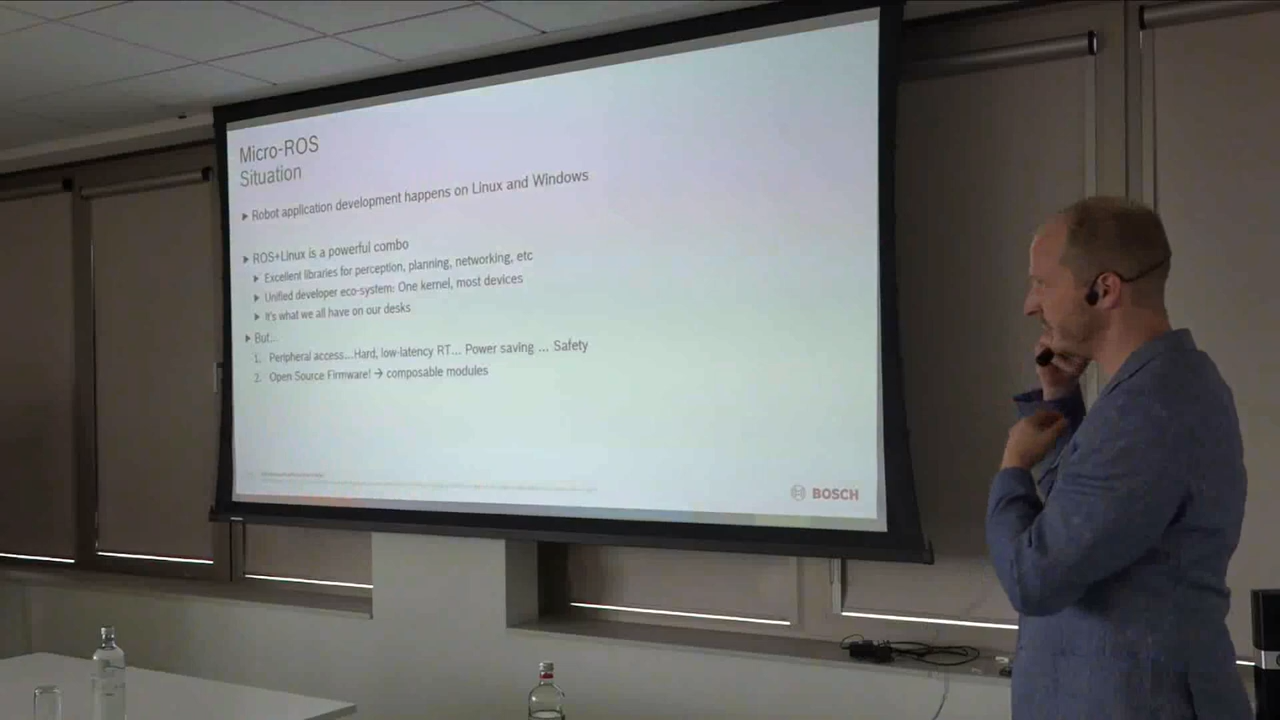 Micro-ROS
Situation
Robot application development happens on Linux and Windows
ROS+Linux is a powerful combo
Excellent libraries for perception, planning, networking, etc
Unified developer eco-system: One kernel, most devices
It's what we all have on our desks
But...
1. Peripheral access...Hard, low-latency RT... Power saving ... Safety
2. Open Source Firmware! → composable modules
BOSCH